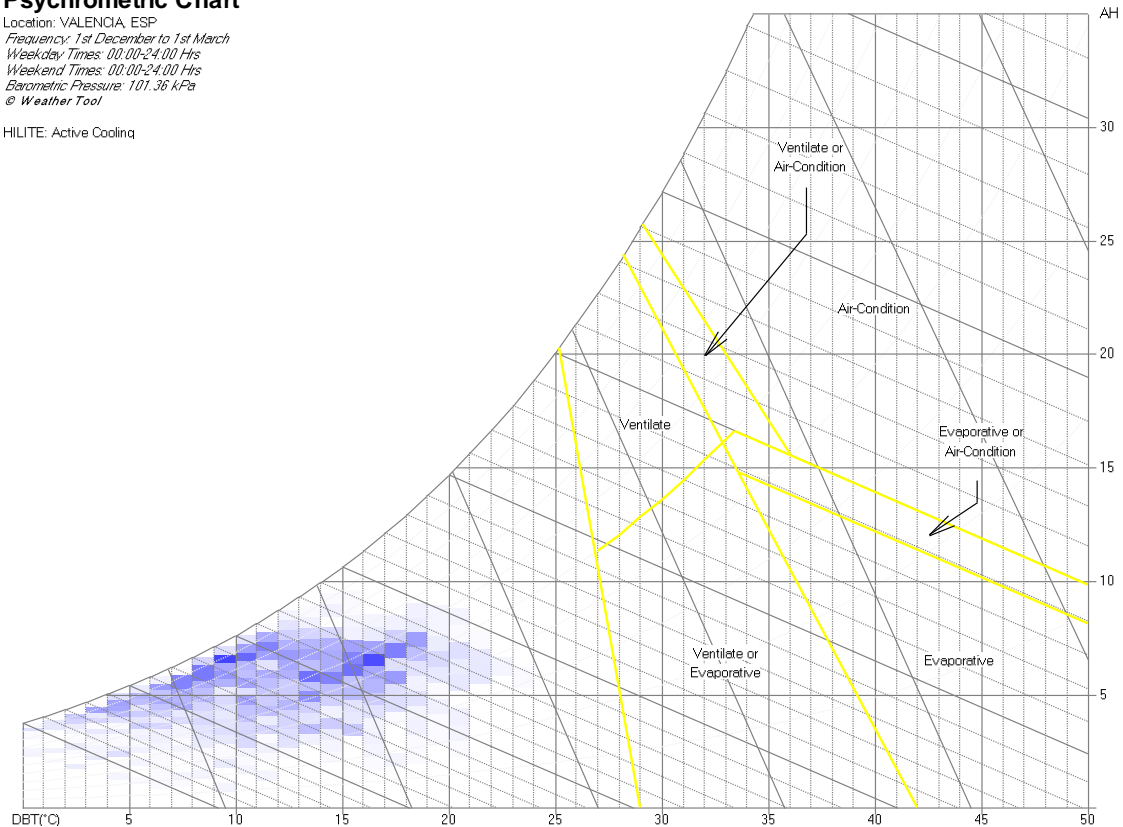 Psychrometric Chart
Location: VALENCIA, ESP
Frequency: 1st December to 1st March
Weekday Times: 00:00-24:00 Hrs
Weekend Times: 00:00-24:00 Hrs
Barometric Pressure: 101.36 kPa
© Weather Tool
HILITE: Active Cooling
AH
30
Ventilate or
Air-Condition
25
Air-Condition
20
Ventilate
Evaporative or
Air-Condition
15
10
Ventilate or
Evaporative
Evaporative
5
DBT(°C) 5 10 15 20 25 30 35 40 45 50